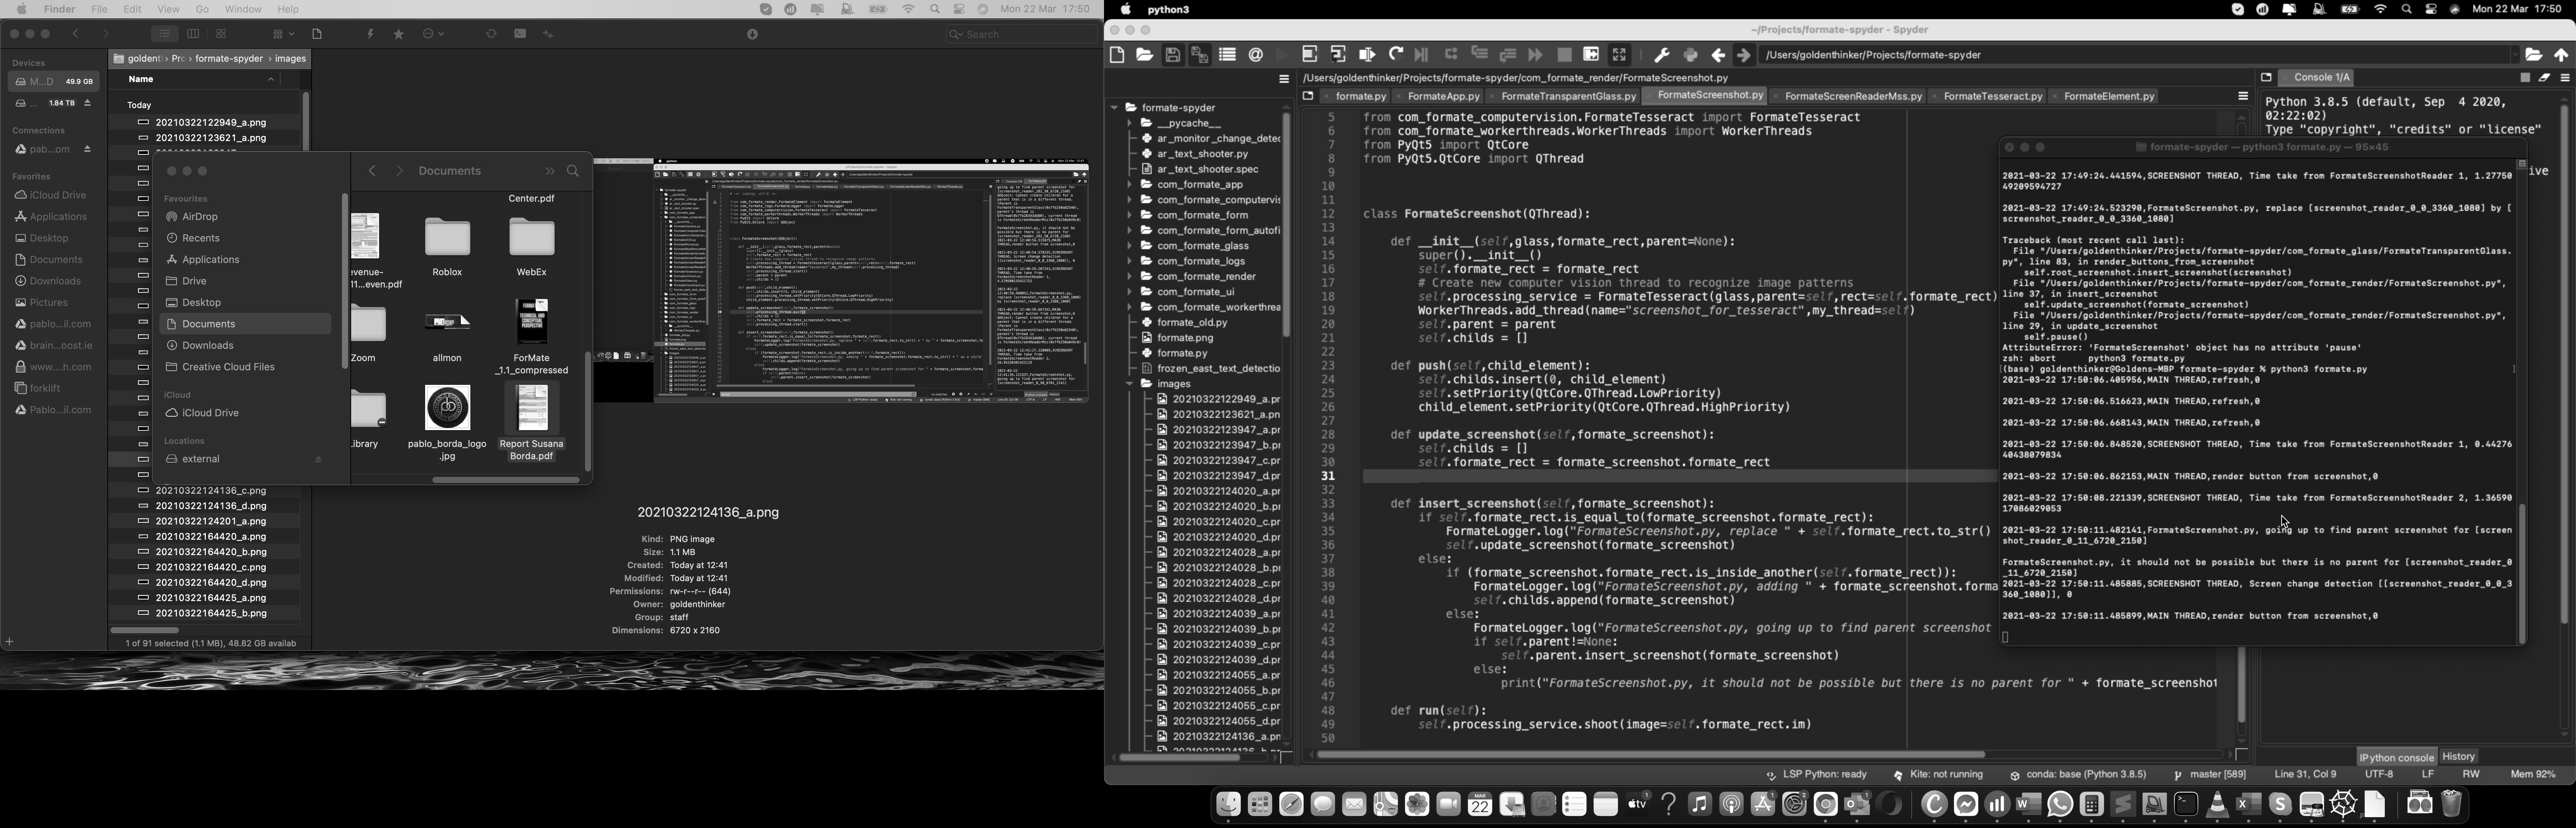 Finder File Edit View Go Window Help Mon 22 Mar 17:50
Search
Devices
M...D 49.9 GB
... 1.84 TB
Connections
pab...om
Favorites
iCloud Drive
Applications
Desktop
Documents
Downloads
Pictures
pablo...il.com
brain...oost.ie
www....h.com
forklift
Pablo...il.com
goldent › Prc › formate-spyder › images
Name
Today
20210322122949_a.png
20210322123621_a.png
20210322124136_c.png
20210322124136_d.png
20210322124201_a.png
20210322164420_a.png
20210322164420_b.png
20210322164420_c.png
20210322164420_d.png
20210322164425_a.png
20210322164425_b.png
1 of 91 selected (1.1 MB), 48.82 GB availab
Documents
Favourites
AirDrop
Recents
Applications
Drive
Desktop
Documents
Downloads
Creative Cloud Files
iCloud
iCloud Drive
Locations
external
Center.pdf
evenue-
11...even.pdf
Roblox
WebEx
Zoom
allmon
ForMate
_1.1_compressed
ibrary
pablo_borda_logo
.jpg
Report Susana
Borda.pdf
20210322124136_a.png
Kind: PNG image
Size: 1.1 MB
Created: Today at 12:41
Modified: Today at 12:41
Permissions: rw-r--r-- (644)
Owner: goldenthinker
Group: staff
Dimensions: 6720 x 2160
python3 Mon 22 Mar 17:50
~/Projects/formate-spyder - Spyder
/Users/goldenthinker/Projects/formate-spyder
/Users/goldenthinker/Projects/formate-spyder/com_formate_render/FormateScreenshot.py
formate.py FormateApp.py FormateTransparentGlass.py FormateScreenshot.py FormateScreenReaderMss.py FormateTesseract.py FormateElement.py
formate-spyder
__pycache__
ar_monitor_change_detec
ar_text_shooter.py
ar_text_shooter.spec
com_formate_app
com_formate_computervis
com_formate_form
com_formate_form_autofi
com_formate_glass
com_formate_logs
com_formate_render
com_formate_ui
com_formate_workerthrea
formate_old.py
formate.png
formate.py
frozen_east_text_detectio
images
20210322122949_a.pr
20210322123621_a.pn
20210322123947_a.pr
20210322123947_b.pr
20210322123947_c.pr
20210322123947_d.pr
20210322124020_a.pr
20210322124020_b.pr
20210322124020_c.pr
20210322124020_d.pr
20210322124028_a.pr
20210322124028_b.pr
20210322124028_c.pr
20210322124028_d.pr
20210322124039_a.pr
20210322124039_b.pr
20210322124039_c.pr
20210322124039_d.pr
20210322124055_a.pr
20210322124055_b.pr
20210322124055_c.pr
20210322124055_d.pr
20210322124136_a.pn
5 from com_formate_computervision.FormateTesseract import FormateTesseract
6 from com_formate_workerthreads.WorkerThreads import WorkerThreads
7 from PyQt5 import QtCore
8 from PyQt5.QtCore import QThread
9
10
11
12 class FormateScreenshot(QThread):
13
14 def __init__(self,glass,formate_rect,parent=None):
15 super().__init__()
16 self.formate_rect = formate_rect
17 # Create new computer vision thread to recognize image patterns
18 self.processing_service = FormateTesseract(glass,parent=self,rect=self.formate_rect)
19 WorkerThreads.add_thread(name="screenshot_for_tesseract",my_thread=self)
20 self.parent = parent
21 self.childs = []
22
23 def push(self,child_element):
24 self.childs.insert(0, child_element)
25 self.setPriority(QtCore.QThread.LowPriority)
26 child_element.setPriority(QtCore.QThread.HighPriority)
27
28 def update_screenshot(self,formate_screenshot):
29 self.childs = []
30 self.formate_rect = formate_screenshot.formate_rect
31
32
33 def insert_screenshot(self,formate_screenshot):
34 if self.formate_rect.is_equal_to(formate_screenshot.formate_rect):
35 FormateLogger.log("FormateScreenshot.py, replace " + self.formate_rect.to_str()
36 self.update_screenshot(formate_screenshot)
37 else:
38 if (formate_screenshot.formate_rect.is_inside_another(self.formate_rect)):
39 FormateLogger.log("FormateScreenshot.py, adding " + formate_screenshot.forma
40 self.childs.append(formate_screenshot)
41 else:
42 FormateLogger.log("FormateScreenshot.py, going up to find parent screenshot
43 if self.parent!=None:
44 self.parent.insert_screenshot(formate_screenshot)
45 else:
46 print("FormateScreenshot.py, it should not be possible but there is no parent for " + formate_screenshot
47
48 def run(self):
49 self.processing_service.shoot(image=self.formate_rect.im)
50
Console 1/A
Python 3.8.5 (default, Sep 4 2020,
02:22:02)
Type "copyright", "credits" or "license"
ive
formate-spyder — python3 formate.py — 95×45
2021-03-22 17:49:24.441594,SCREENSHOT THREAD, Time take from FormateScreenshotReader 1, 1.27750
49209594727
2021-03-22 17:49:24.523290,FormateScreenshot.py, replace [screenshot_reader_0_0_3360_1080] by [
screenshot_reader_0_0_3360_1080]
Traceback (most recent call last):
File "/Users/goldenthinker/Projects/formate-spyder/com_formate_glass/FormateTransparentGlass.
py", line 83, in render_buttons_from_screenshot
self.root_screenshot.insert_screenshot(screenshot)
File "/Users/goldenthinker/Projects/formate-spyder/com_formate_render/FormateScreenshot.py",
line 37, in insert_screenshot
self.update_screenshot(formate_screenshot)
File "/Users/goldenthinker/Projects/formate-spyder/com_formate_render/FormateScreenshot.py",
line 29, in update_screenshot
self.pause()
AttributeError: 'FormateScreenshot' object has no attribute 'pause'
zsh: abort python3 formate.py
(base) goldenthinker@Goldens-MBP formate-spyder % python3 formate.py
2021-03-22 17:50:06.405956,MAIN THREAD,refresh,0
2021-03-22 17:50:06.516623,MAIN THREAD,refresh,0
2021-03-22 17:50:06.668143,MAIN THREAD,refresh,0
2021-03-22 17:50:06.848520,SCREENSHOT THREAD, Time take from FormateScreenshotReader 1, 0.44276
40438079834
2021-03-22 17:50:06.862153,MAIN THREAD,render button from screenshot,0
2021-03-22 17:50:08.221339,SCREENSHOT THREAD, Time take from FormateScreenshotReader 2, 1.36590
17086029053
2021-03-22 17:50:11.482141,FormateScreenshot.py, going up to find parent screenshot for [screen
shot_reader_0_11_6720_2150]
FormateScreenshot.py, it should not be possible but there is no parent for [screenshot_reader_0
_11_6720_2150]
2021-03-22 17:50:11.485885,SCREENSHOT THREAD, Screen change detection [[screenshot_reader_0_0_3
360_1080]], 0
2021-03-22 17:50:11.485899,MAIN THREAD,render button from screenshot,0
IPython console History
LSP Python: ready Kite: not running conda: base (Python 3.8.5) master [589] Line 31, Col 9 UTF-8 LF RW Mem 92%
MAR
22
tv